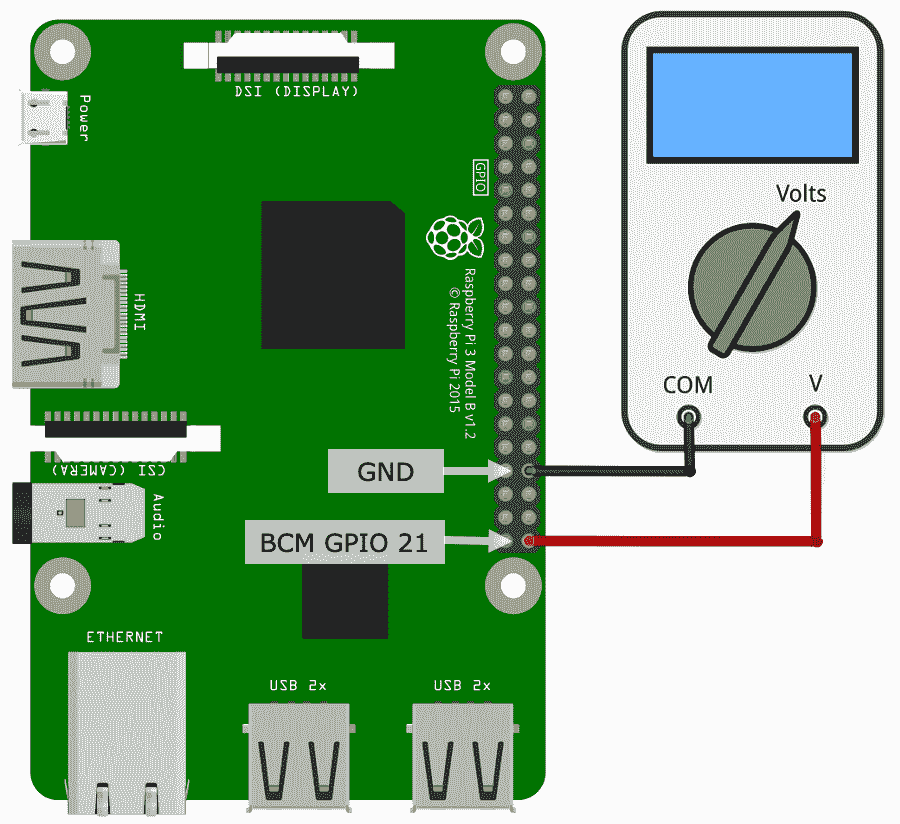 DSI (DISPLAY)
Power
GPIO
Volts
Raspberry Pi 3 Model B v1.2
© Raspberry Pi 2015
HDMI
COM
V
CSI (CAMERA)
GND
Audio
BCM GPIO 21
ETHERNET
USB 2x
USB 2x